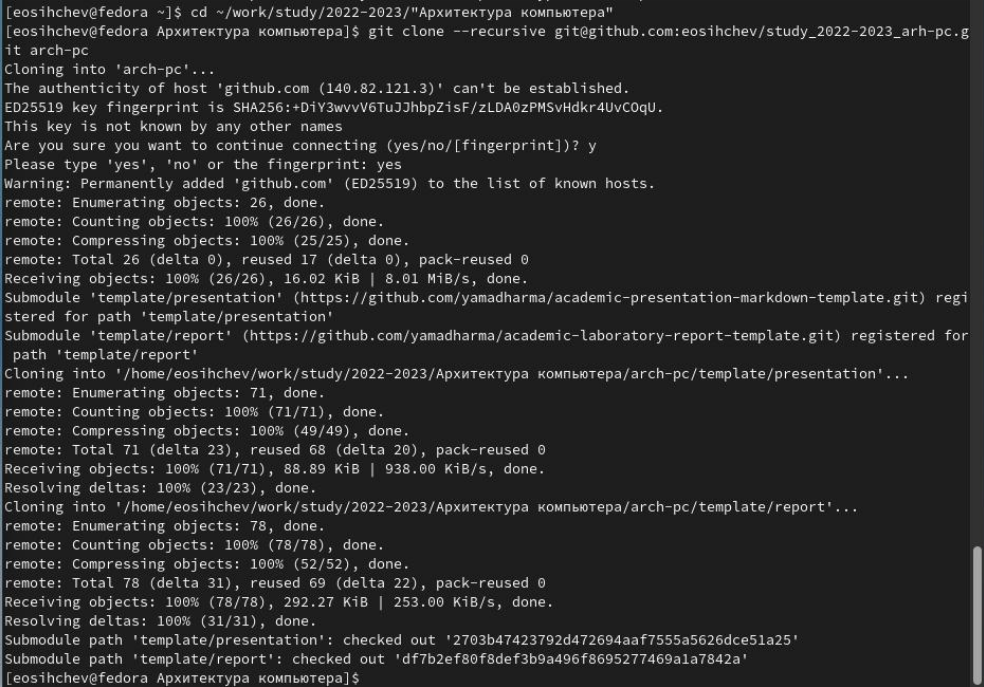 [eosihchev@fedora ~]$ cd ~/work/study/2022-2023/"Архитектура компьютера"
[eosihchev@fedora Архитектура компьютера]$ git clone --recursive git@github.com:eosihchev/study_2022-2023_arh-pc.g
it arch-pc
Cloning into 'arch-pc'...
The authenticity of host 'github.com (140.82.121.3)' can't be established.
ED25519 key fingerprint is SHA256:+DiY3wvvV6TuJJhbpZisF/zLDA0zPMSvHdkr4UvCOqU.
This key is not known by any other names
Are you sure you want to continue connecting (yes/no/[fingerprint])? y
Please type 'yes', 'no' or the fingerprint: yes
Warning: Permanently added 'github.com' (ED25519) to the list of known hosts.
remote: Enumerating objects: 26, done.
remote: Counting objects: 100% (26/26), done.
remote: Compressing objects: 100% (25/25), done.
remote: Total 26 (delta 0), reused 17 (delta 0), pack-reused 0
Receiving objects: 100% (26/26), 16.02 KiB | 8.01 MiB/s, done.
Submodule 'template/presentation' (https://github.com/yamadharma/academic-presentation-markdown-template.git) regi
stered for path 'template/presentation'
Submodule 'template/report' (https://github.com/yamadharma/academic-laboratory-report-template.git) registered for
 path 'template/report'
Cloning into '/home/eosihchev/work/study/2022-2023/Архитектура компьютера/arch-pc/template/presentation'...
remote: Enumerating objects: 71, done.
remote: Counting objects: 100% (71/71), done.
remote: Compressing objects: 100% (49/49), done.
remote: Total 71 (delta 23), reused 68 (delta 20), pack-reused 0
Receiving objects: 100% (71/71), 88.89 KiB | 938.00 KiB/s, done.
Resolving deltas: 100% (23/23), done.
Cloning into '/home/eosihchev/work/study/2022-2023/Архитектура компьютера/arch-pc/template/report'...
remote: Enumerating objects: 78, done.
remote: Counting objects: 100% (78/78), done.
remote: Compressing objects: 100% (52/52), done.
remote: Total 78 (delta 31), reused 69 (delta 22), pack-reused 0
Receiving objects: 100% (78/78), 292.27 KiB | 253.00 KiB/s, done.
Resolving deltas: 100% (31/31), done.
Submodule path 'template/presentation': checked out '2703b47423792d472694aaf7555a5626dce51a25'
Submodule path 'template/report': checked out 'df7b2ef80f8def3b9a496f8695277469a1a7842a'
[eosihchev@fedora Архитектура компьютера]$